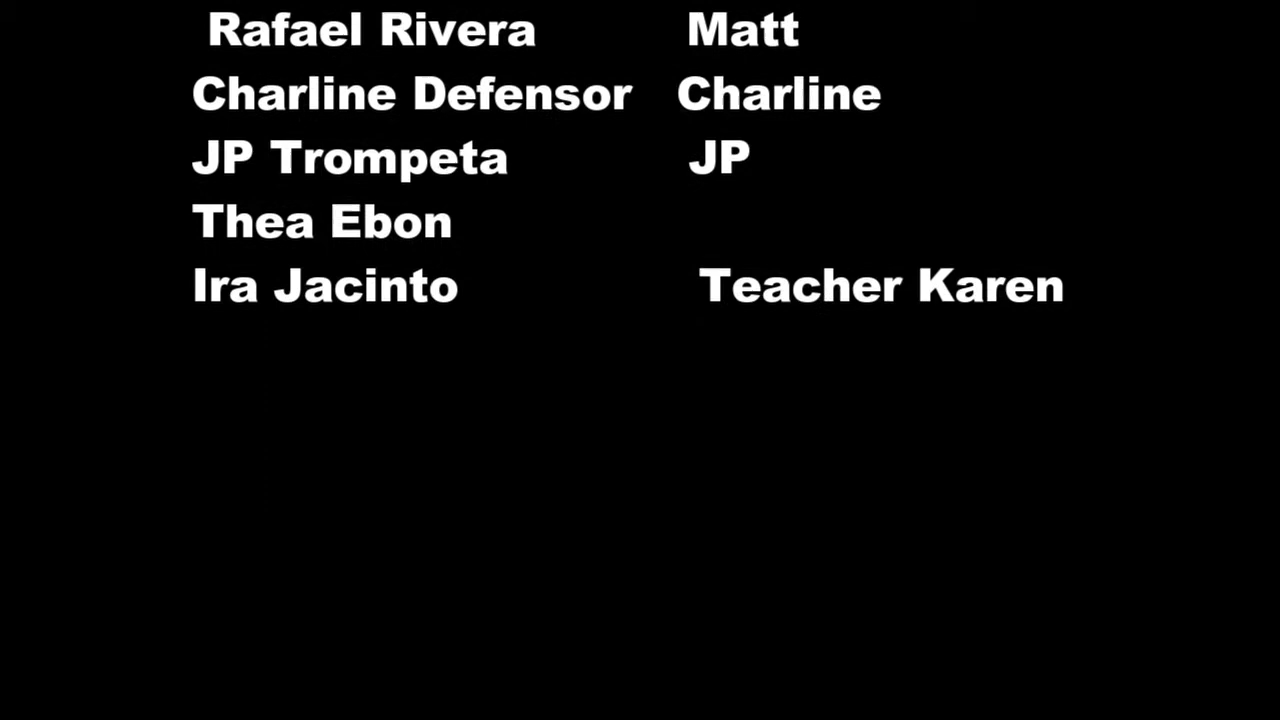 Rafael Rivera Matt
Charline Defensor Charline
JP Trompeta JP
Thea Ebon
Ira Jacinto Teacher Karen